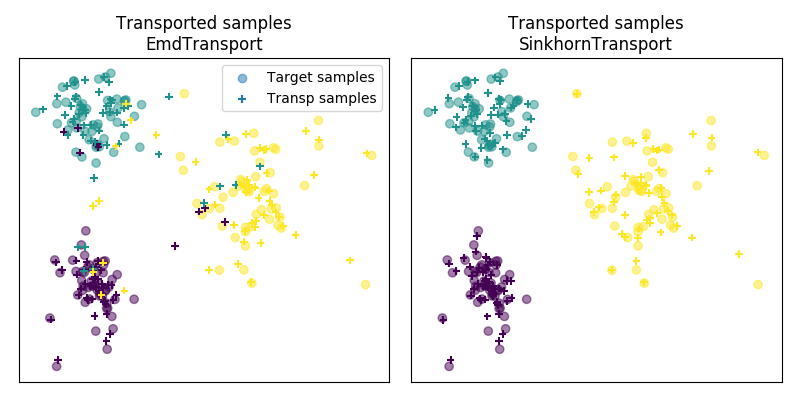 Transported samples
EmdTransport
Target samples
Transp samples
Transported samples
SinkhornTransport